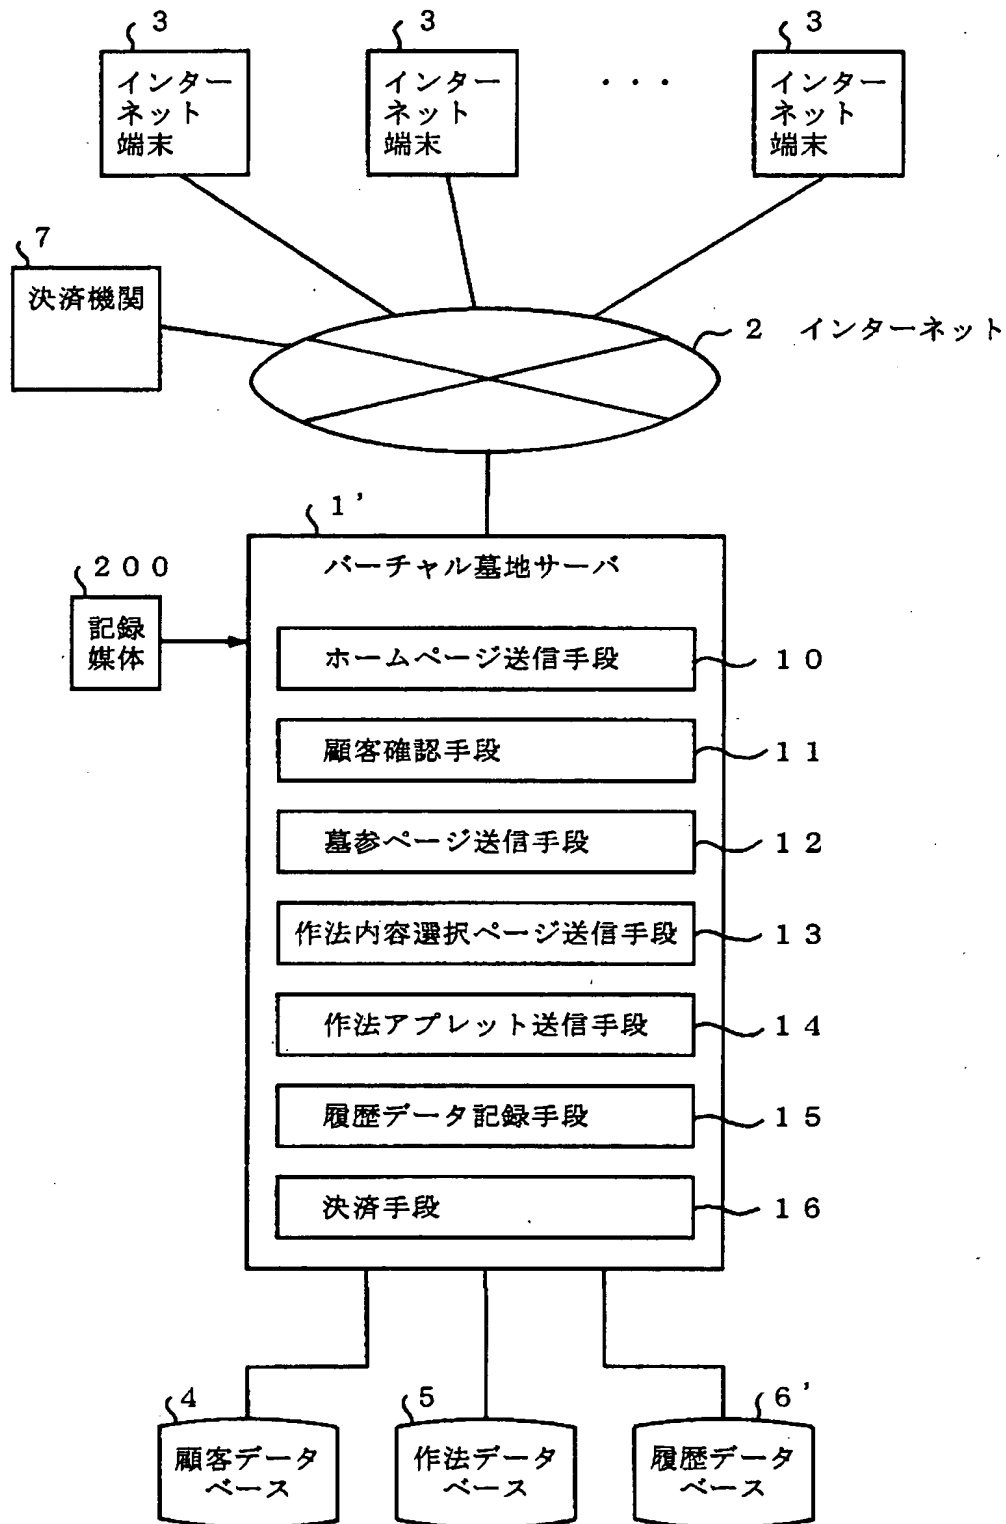 3
3
3
インター
ネット
端末
インター
ネット
端末
・・・
インター
ネット
端末
7
決済機関
2 インターネット
1'
バーチャル墓地サーバ
200
記録
媒体
ホームページ送信手段
10
顧客確認手段
11
墓参ページ送信手段
12
作法内容選択ページ送信手段
13
作法アプレット送信手段
14
履歴データ記録手段
15
決済手段
16
4
顧客データ
ベース
5
作法データ
ベース
6'
履歴データ
ベース